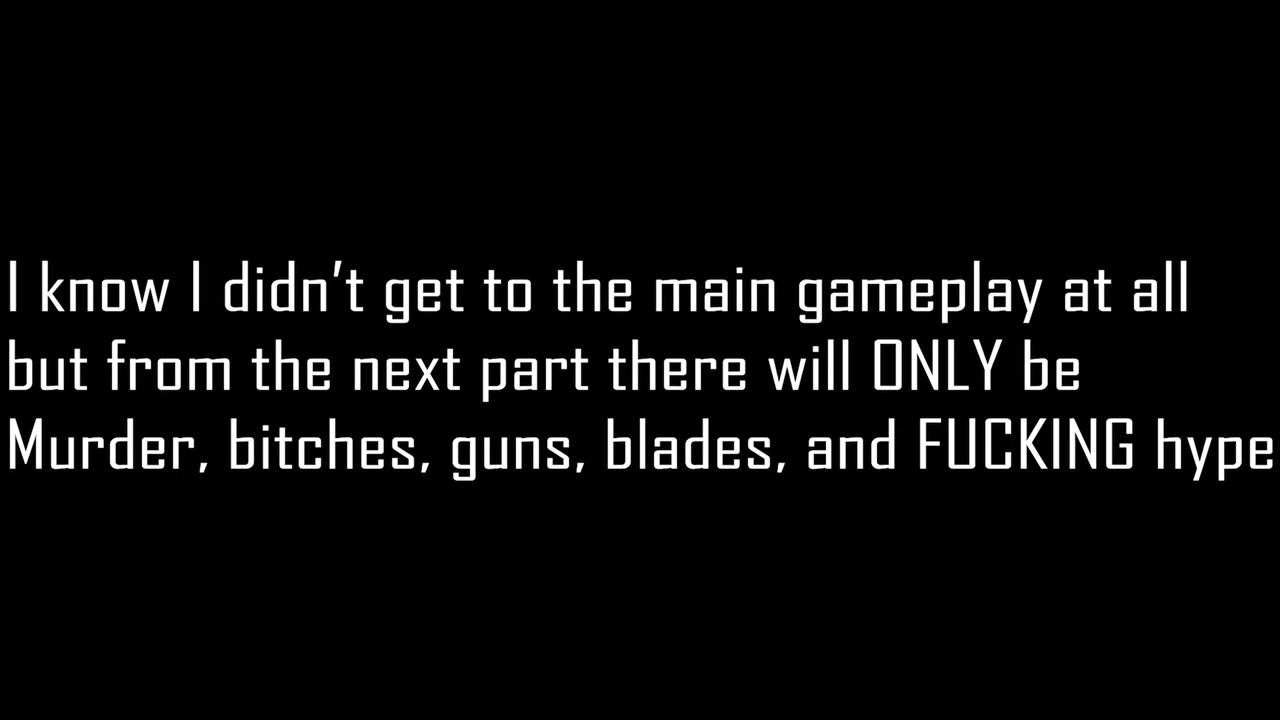 I know I didn't get to the main gameplay at all
but from the next part there will ONLY be
Murder, bitches, guns, blades, and FUCKING hype